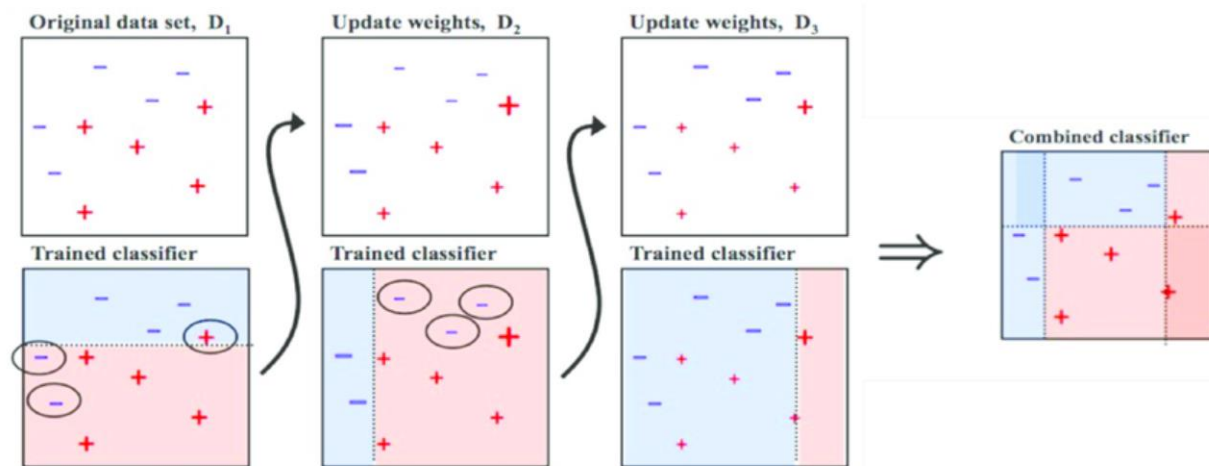 Original data set, D₁
Update weights, D₂
Update weights, D₃
Combined classifier
Trained classifier
Trained classifier
Trained classifier